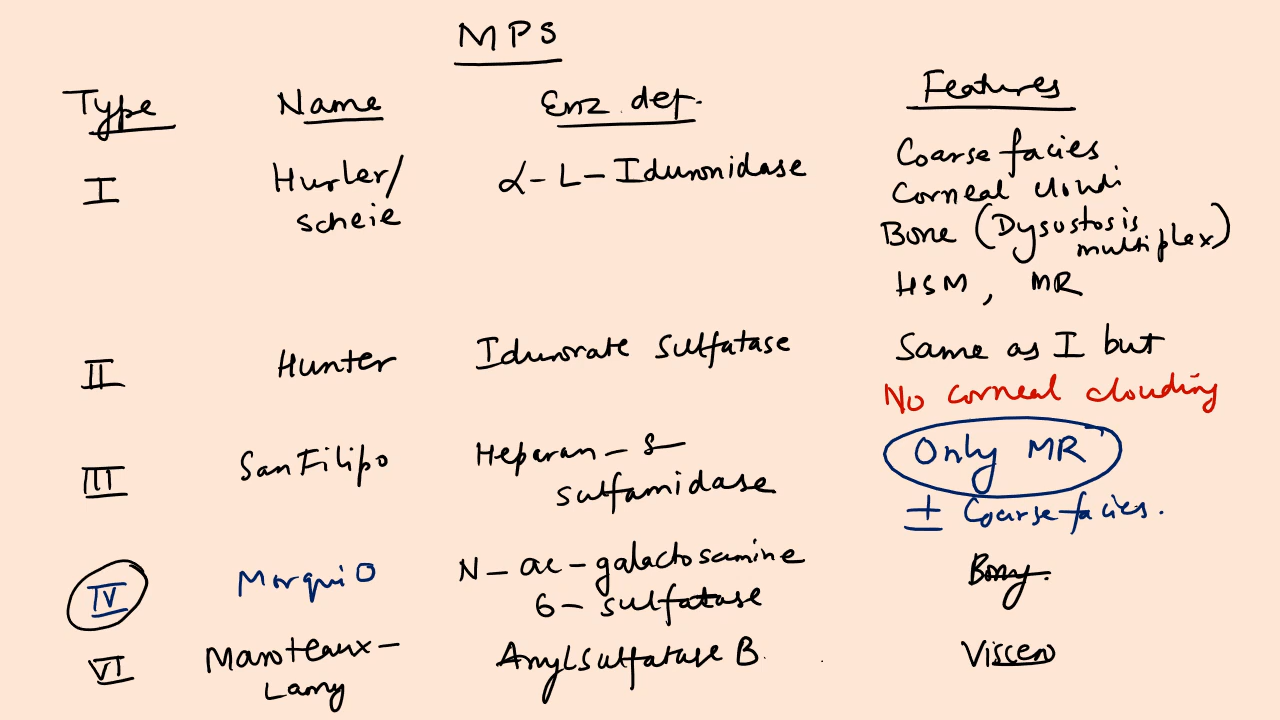 MPS
Type Name Enz def. Features
I Hurler/ α-L-Iduronidase Coarse facies
scheie Corneal cloudi
Bone (Dysostosis
multiplex)
HSM, MR
II Hunter Iduronate sulfatase Same as I but
No corneal clouding
III SanFilipo Heparan-S- Only MR
sulfamidase ± Coarse facies.
IV MorquiO N-ac-galactosamine Bony.
6-sulfatase
VI Maroteaux- Arylsulfatase B. Viscero
Lamy